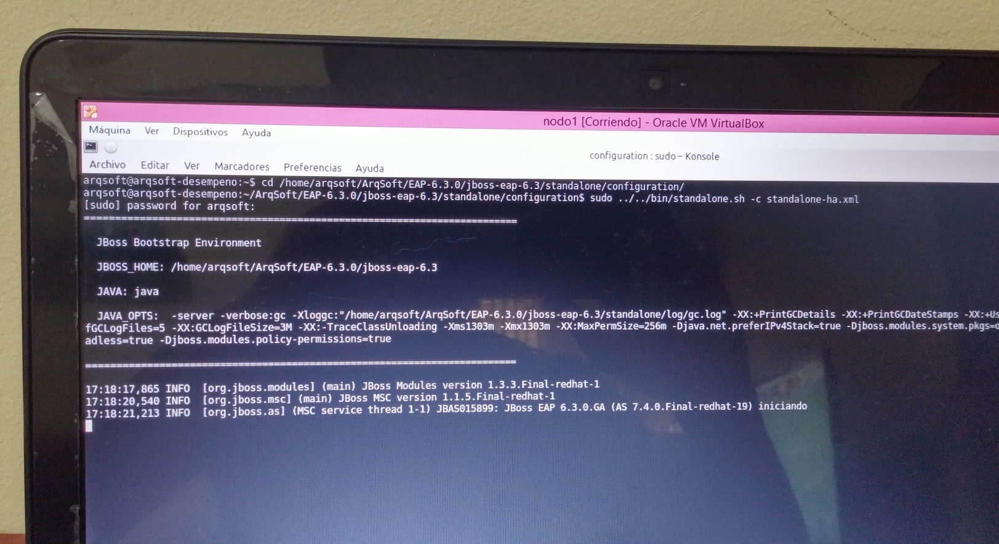 nodo1 [Corriendo] - Oracle VM VirtualBox
Máquina Ver Dispositivos Ayuda
configuration : sudo – Konsole
Archivo Editar Ver Marcadores Preferencias Ayuda
arqsoft@arqsoft-desempeno:~$ cd /home/arqsoft/ArqSoft/EAP-6.3.0/jboss-eap-6.3/standalone/configuration/
arqsoft@arqsoft-desempeno:~/ArqSoft/EAP-6.3.0/jboss-eap-6.3/standalone/configuration$ sudo ../../bin/standalone.sh -c standalone-ha.xml
[sudo] password for arqsoft:
=========================================================================
JBoss Bootstrap Environment
JBOSS_HOME: /home/arqsoft/ArqSoft/EAP-6.3.0/jboss-eap-6.3
JAVA: java
JAVA_OPTS: -server -verbose:gc -Xloggc:"/home/arqsoft/ArqSoft/EAP-6.3.0/jboss-eap-6.3/standalone/log/gc.log" -XX:+PrintGCDetails -XX:+PrintGCDateStamps -XX:+Us
fGCLogFiles=5 -XX:GCLogFileSize=3M -XX:-TraceClassUnloading -Xms1303m -Xmx1303m -XX:MaxPermSize=256m -Djava.net.preferIPv4Stack=true -Djboss.modules.system.pkgs=o
adless=true -Djboss.modules.policy-permissions=true
=========================================================================
17:18:17,865 INFO [org.jboss.modules] (main) JBoss Modules version 1.3.3.Final-redhat-1
17:18:20,540 INFO [org.jboss.msc] (main) JBoss MSC version 1.1.5.Final-redhat-1
17:18:21,213 INFO [org.jboss.as] (MSC service thread 1-1) JBAS015899: JBoss EAP 6.3.0.GA (AS 7.4.0.Final-redhat-19) iniciando